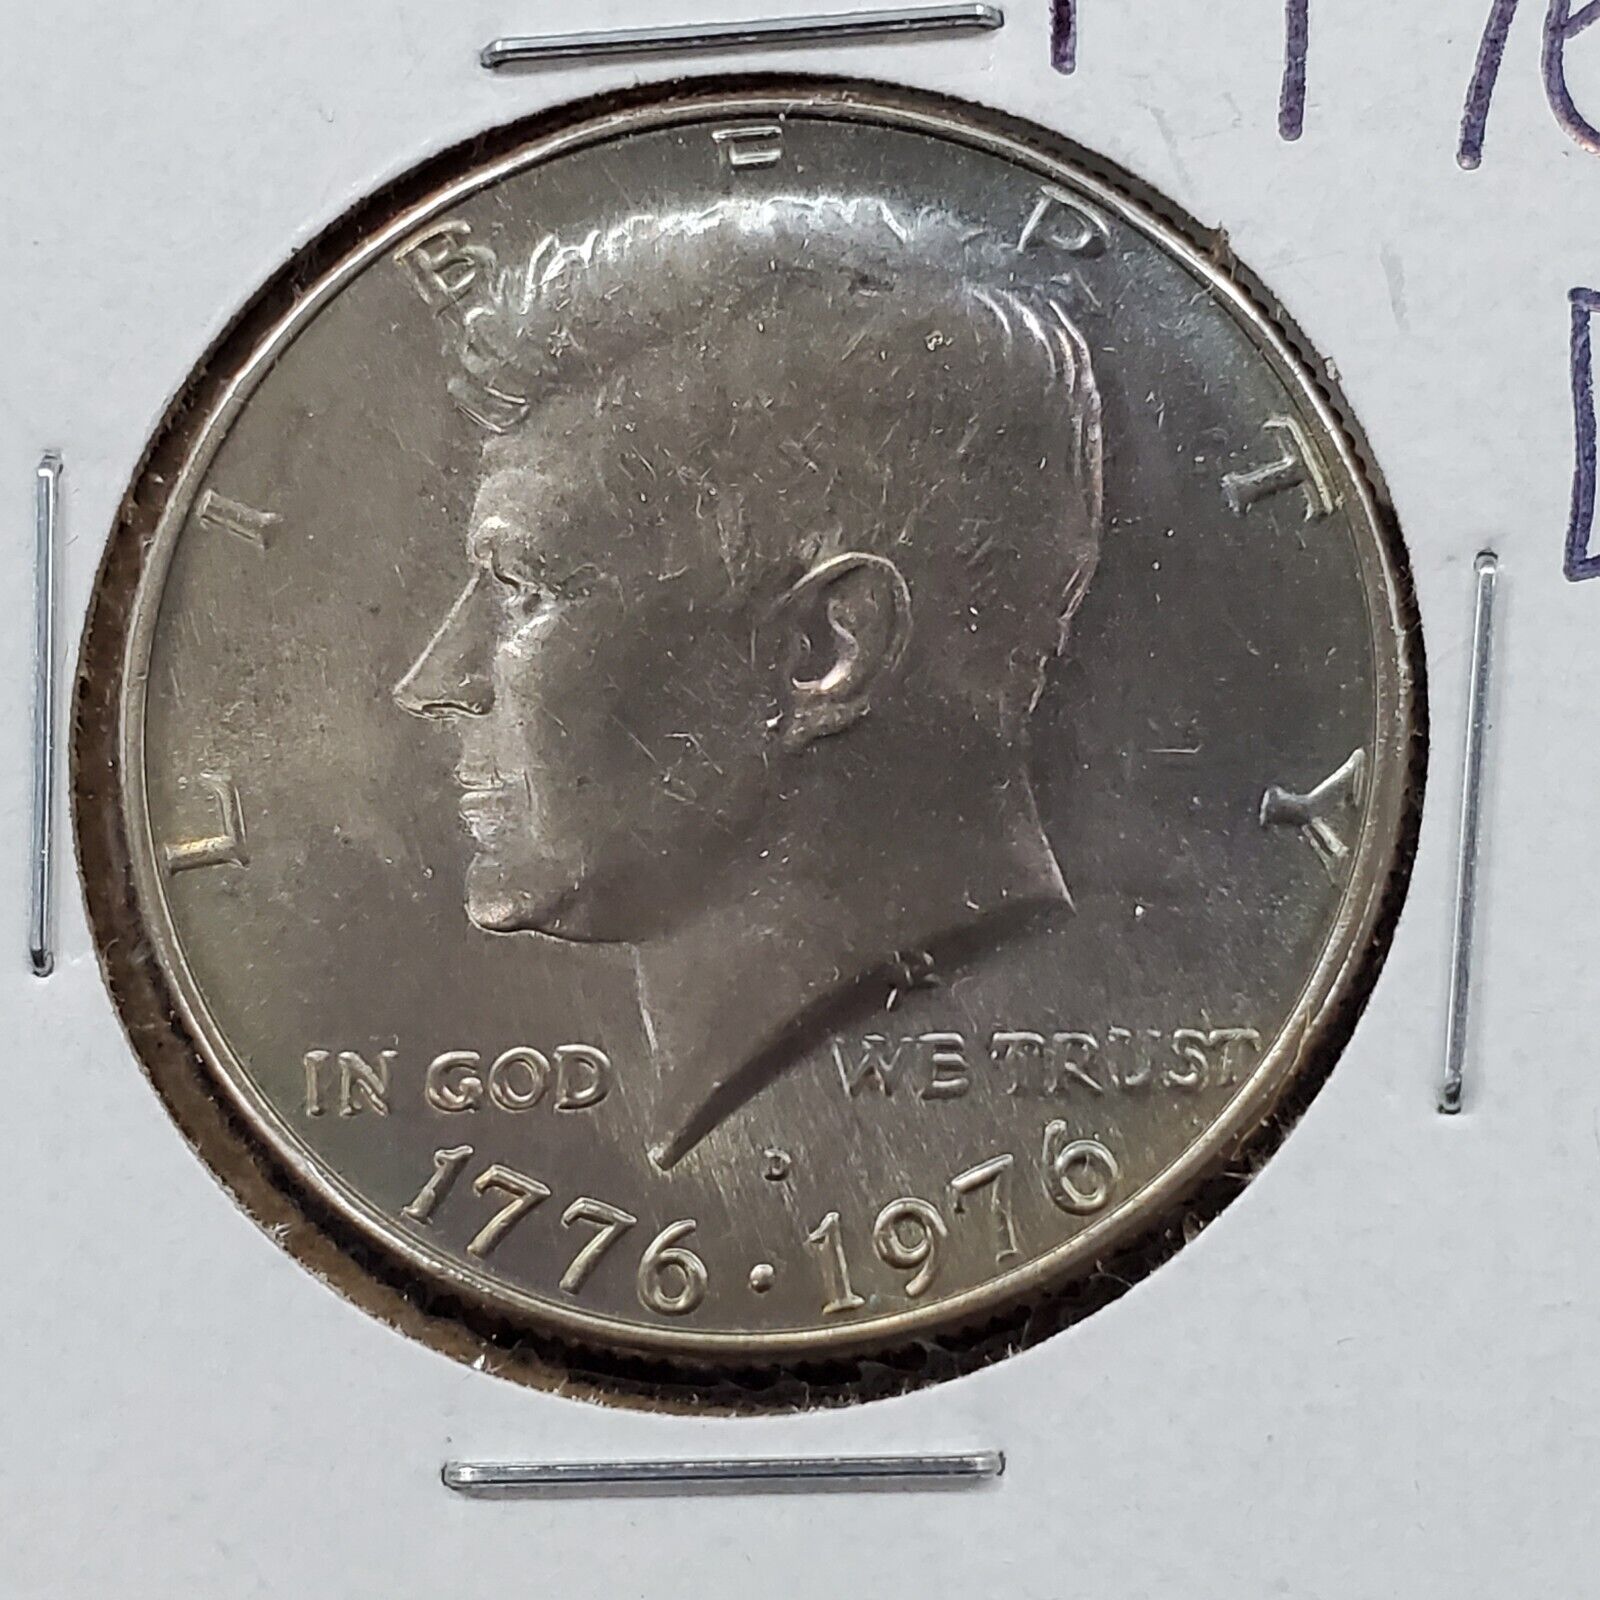 LIBERTY
IN GOD WE TRUST
D
1776 · 1976